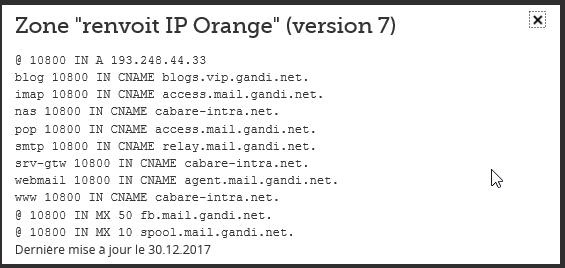 Zone "renvoit IP Orange" (version 7)
@ 10800 IN A 193.248.44.33
blog 10800 IN CNAME blogs.vip.gandi.net.
imap 10800 IN CNAME access.mail.gandi.net.
nas 10800 IN CNAME cabare-intra.net.
pop 10800 IN CNAME access.mail.gandi.net.
smtp 10800 IN CNAME relay.mail.gandi.net.
srv-gtw 10800 IN CNAME cabare-intra.net.
webmail 10800 IN CNAME agent.mail.gandi.net.
www 10800 IN CNAME cabare-intra.net.
@ 10800 IN MX 50 fb.mail.gandi.net.
@ 10800 IN MX 10 spool.mail.gandi.net.
Dernière mise à jour le 30.12.2017